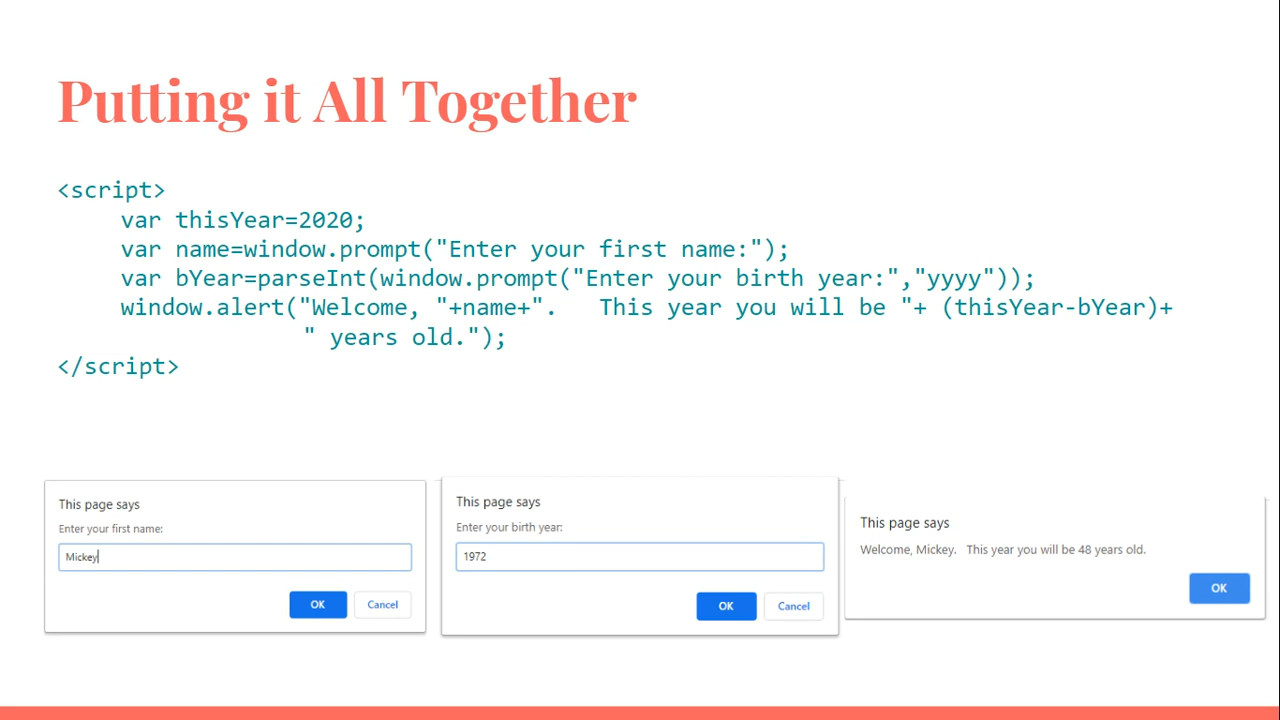 Putting it All Together
<script>
var thisYear=2020;
var name=window.prompt("Enter your first name:");
var bYear=parseInt(window.prompt("Enter your birth year:","yyyy"));
window.alert("Welcome, "+name+".   This year you will be "+ (thisYear-bYear)+
" years old.");
</script>
This page says
Enter your first name:
Mickey
OK
Cancel
This page says
Enter your birth year:
1972
OK
Cancel
This page says
Welcome, Mickey.   This year you will be 48 years old.
OK